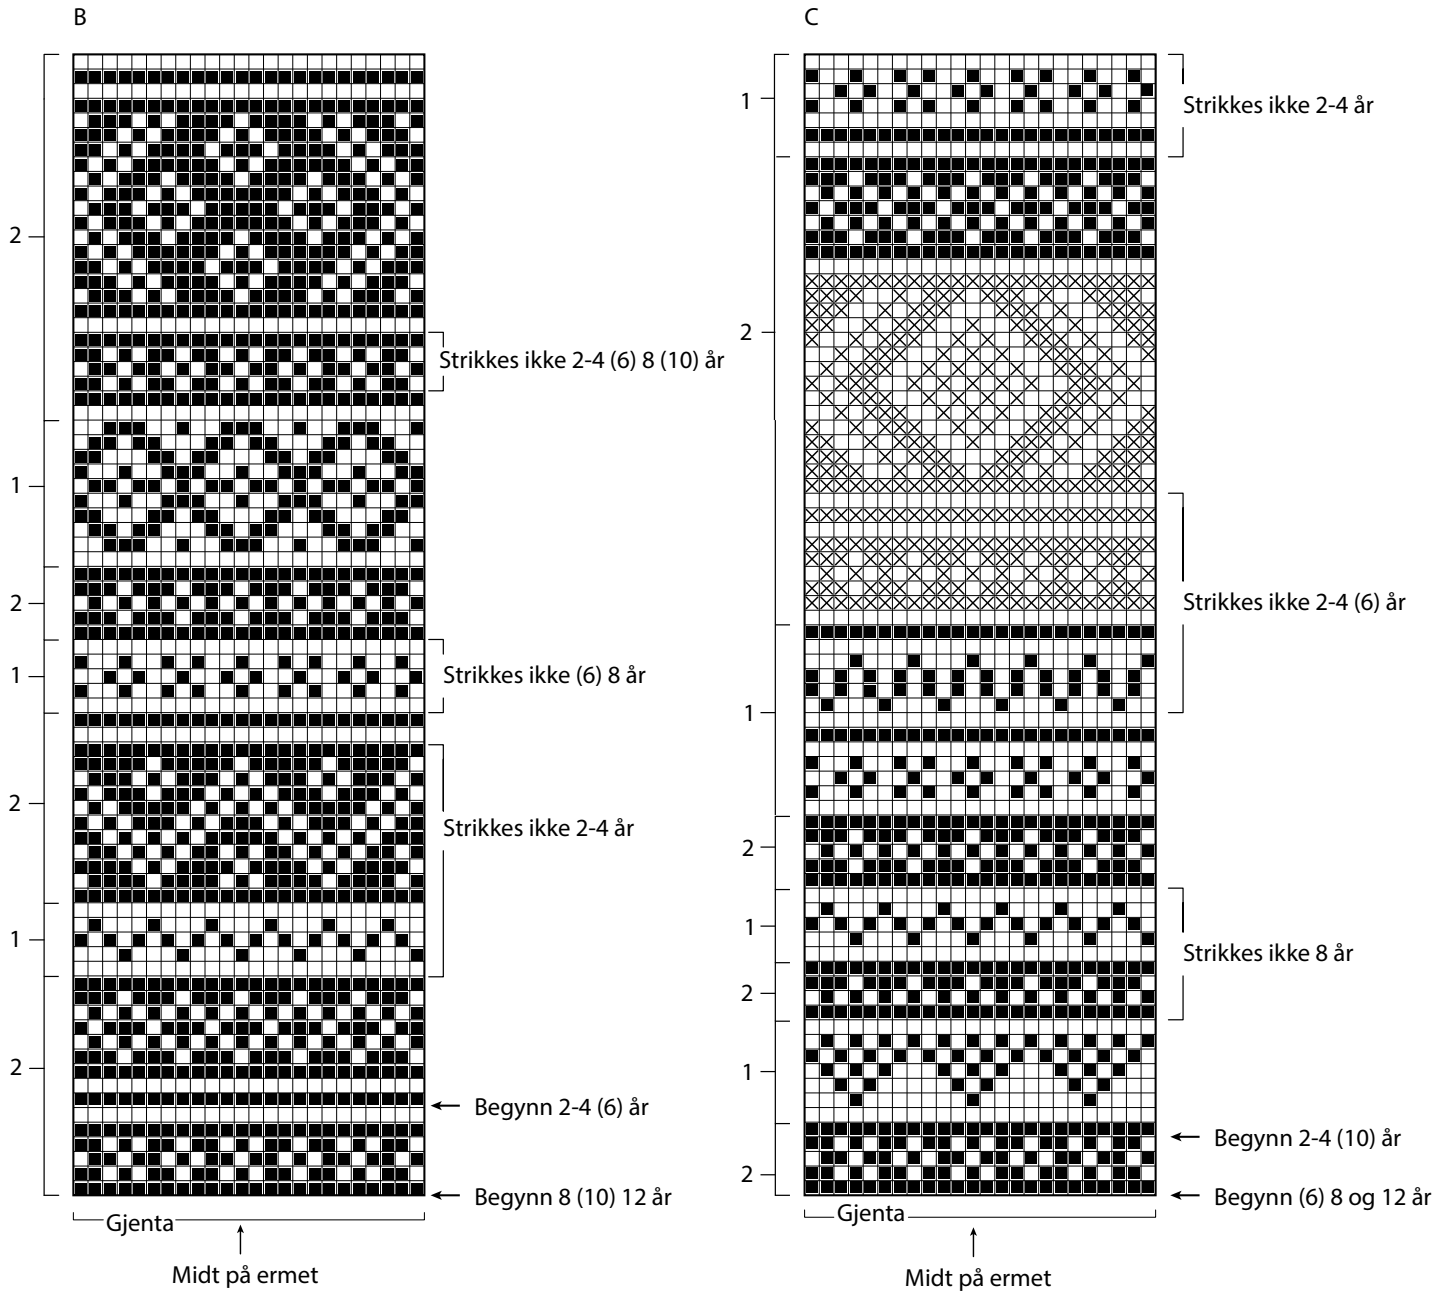 B
2
Strikkes ikke 2-4 (6) 8 (10) år
1
2
1
Strikkes ikke (6) 8 år
2
Strikkes ikke 2-4 år
1
2
Begynn 2-4 (6) år
Begynn 8 (10) 12 år
Gjenta
Midt på ermet
C
1
Strikkes ikke 2-4 år
2
Strikkes ikke 2-4 (6) år
1
2
1
Strikkes ikke 8 år
2
1
Begynn 2-4 (10) år
2
Begynn (6) 8 og 12 år
Gjenta
Midt på ermet